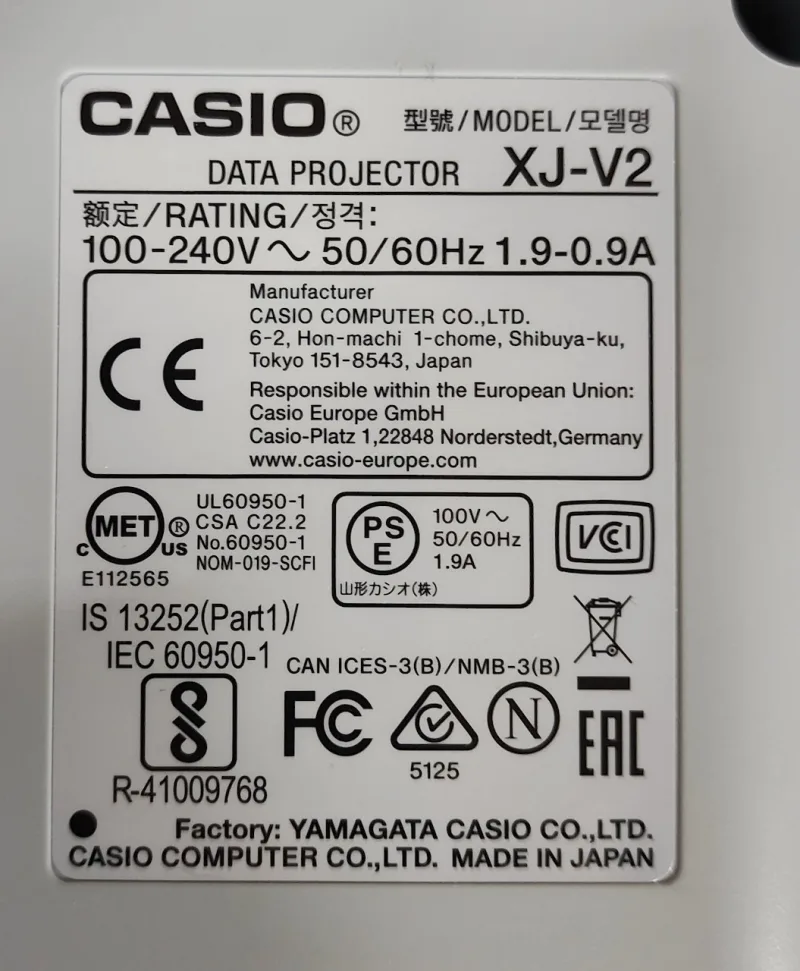 CASIO® 型號/MODEL/모델명
DATA PROJECTOR XJ-V2
额定/RATING/정격:
100-240V～ 50/60Hz 1.9-0.9A
CE
Manufacturer
CASIO COMPUTER CO.,LTD.
6-2, Hon-machi 1-chome, Shibuya-ku,
Tokyo 151-8543, Japan
Responsible within the European Union:
Casio Europe GmbH
Casio-Platz 1,22848 Norderstedt,Germany
www.casio-europe.com
C MET® US
E112565
UL60950-1
CSA C22.2
No.60950-1
NOM-019-SCFI
PS
E
100V～
50/60Hz
1.9A
山形カシオ(株)
VCI
IS 13252(Part1)/
IEC 60950-1
CAN ICES-3(B)/NMB-3(B)
R-41009768
FC
5125
N
EAC
Factory: YAMAGATA CASIO CO.,LTD.
CASIO COMPUTER CO.,LTD. MADE IN JAPAN